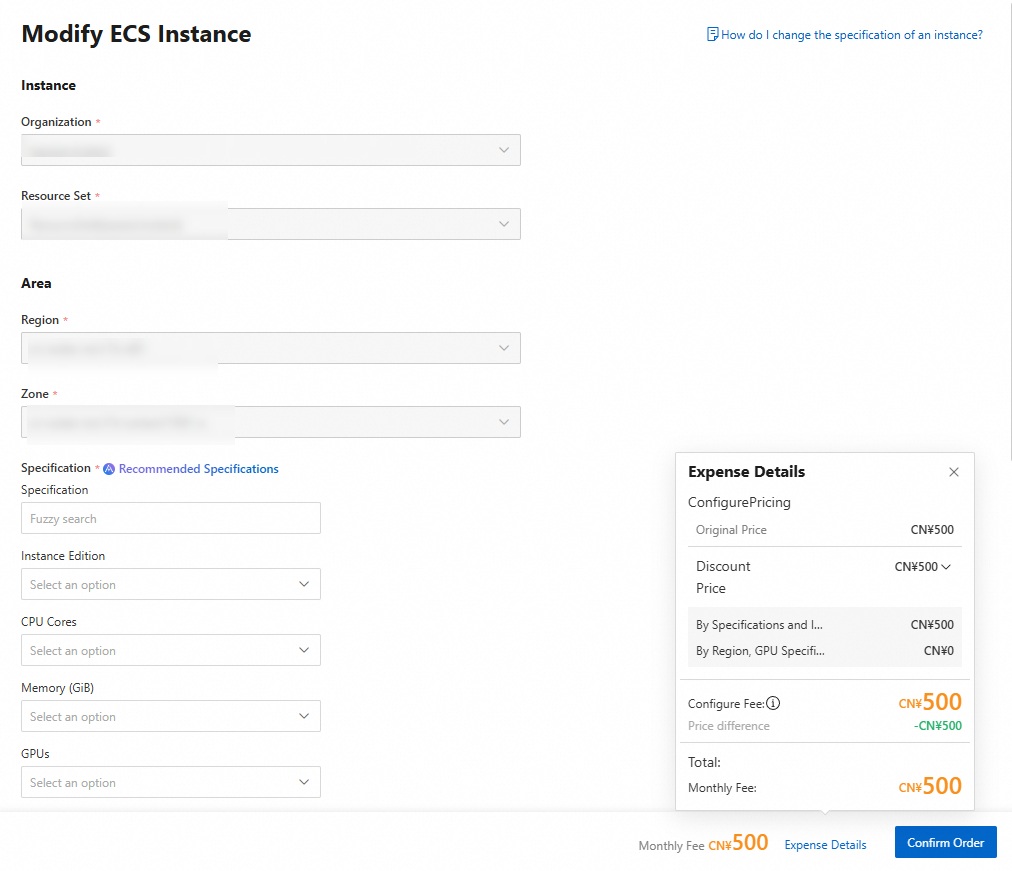 Modify ECS Instance
How do I change the specification of an instance?
Instance
Organization *
Resource Set *
Area
Region *
Zone *
Specification * Recommended Specifications
Specification
Fuzzy search
Instance Edition
Select an option
CPU Cores
Select an option
Memory (GiB)
Select an option
GPUs
Select an option
Expense Details
ConfigurePricing
Original Price CN¥500
Discount Price CN¥500
By Specifications and I... CN¥500
By Region, GPU Specifi... CN¥0
Configure Fee: CN¥500
Price difference -CN¥500
Total:
Monthly Fee: CN¥500
Monthly Fee CN¥500 Expense Details Confirm Order